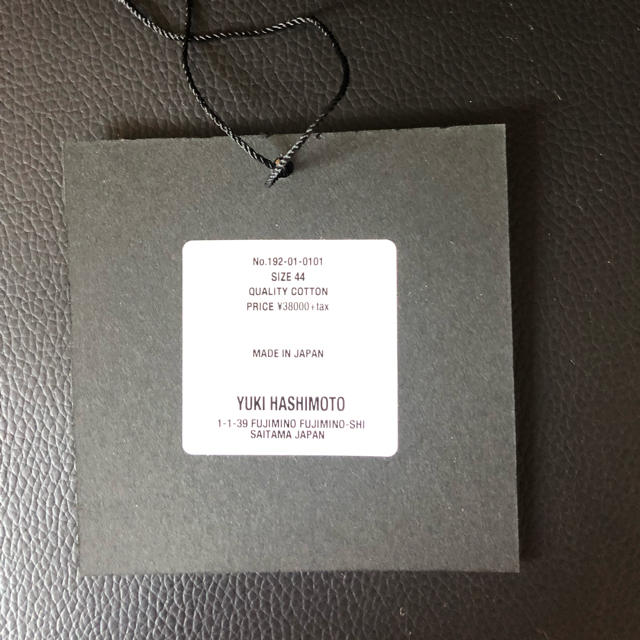 No.192-01-0101
SIZE 44
QUALITY COTTON
PRICE ¥38000+tax
MADE IN JAPAN
YUKI HASHIMOTO
1-1-39 FUJIMINO FUJIMINO-SHI
SAITAMA JAPAN